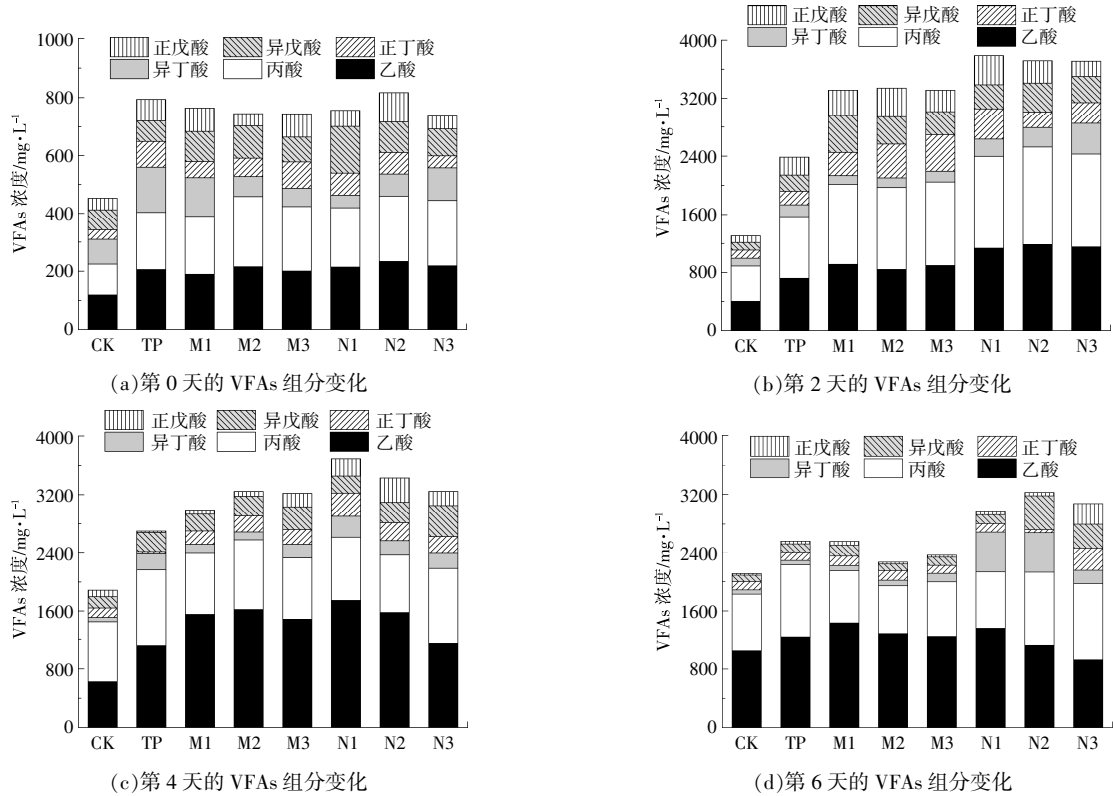 1000
800
600
400
200
0
VFAs 浓度/mg·L⁻¹
正戊酸 异戊酸 正丁酸
异丁酸 丙酸 乙酸
CK TP M1 M2 M3 N1 N2 N3
(a)第 0 天的 VFAs 组分变化
4000
3200
2400
1600
800
0
VFAs 浓度/mg·L⁻¹
正戊酸 异戊酸 正丁酸
异丁酸 丙酸 乙酸
CK TP M1 M2 M3 N1 N2 N3
(b)第 2 天的 VFAs 组分变化
4000
3200
2400
1600
800
0
VFAs 浓度/mg·L⁻¹
正戊酸 异戊酸 正丁酸
异丁酸 丙酸 乙酸
CK TP M1 M2 M3 N1 N2 N3
(c)第 4 天的 VFAs 组分变化
4000
3200
2400
1600
800
0
VFAs 浓度/mg·L⁻¹
正戊酸 异戊酸 正丁酸
异丁酸 丙酸 乙酸
CK TP M1 M2 M3 N1 N2 N3
(d)第 6 天的 VFAs 组分变化